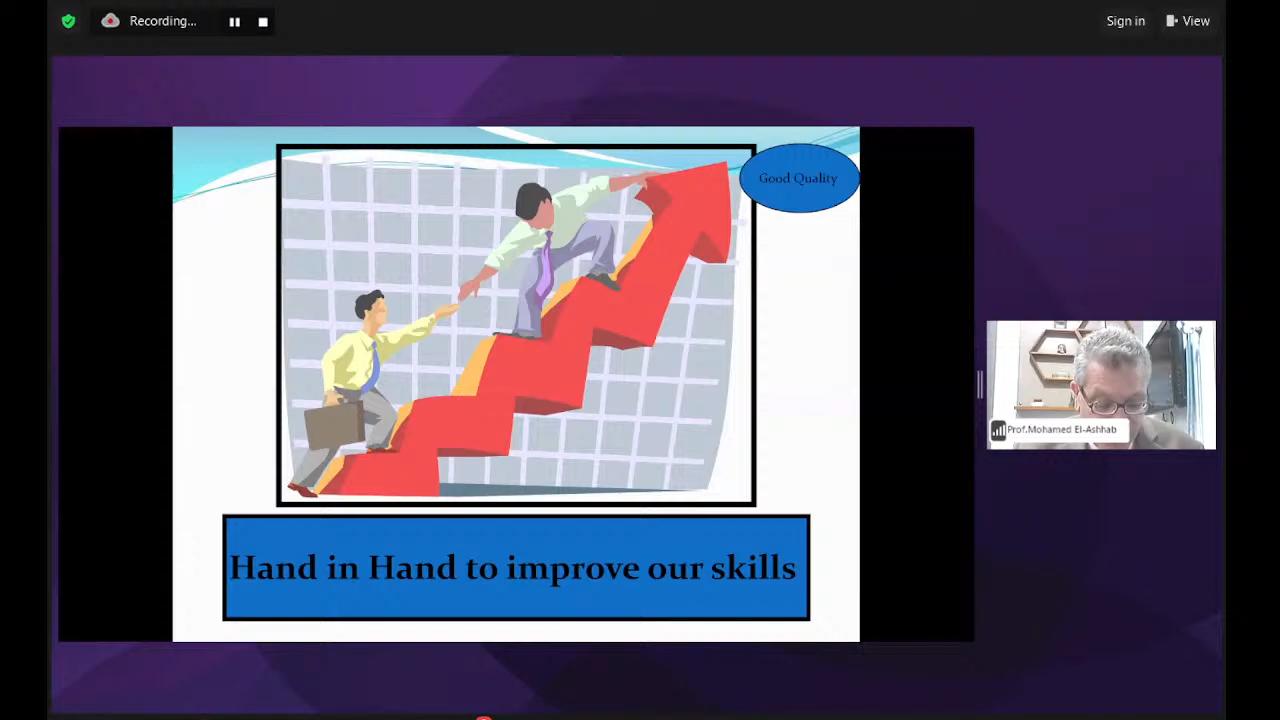 Recording...
Sign in
View
Good Quality
Prof.Mohamed El-Ashhab
Hand in Hand to improve our skills